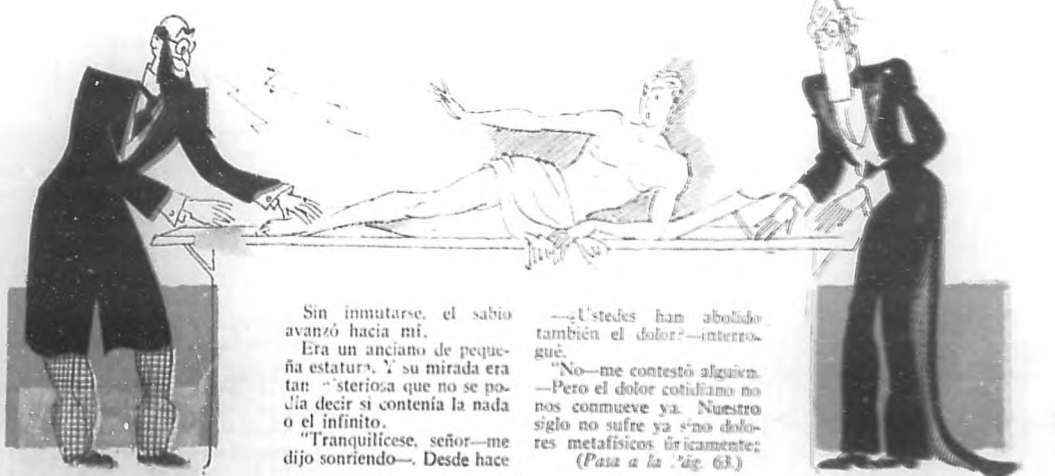 Sin inmutarse, el sabio
avanzó hacia mí.
Era un anciano de peque-
ña estatura. Y su mirada era
tan que no se po-
día decir si contenía la nada
o el infinito.
"Tranquilícese, señor—me
dijo sonriendo—. Desde hace
—¿Ustedes han abolido
también el dolor?—interro-
gué.
"No—me contestó alguien.
—Pero el dolor cotidiano no
nos conmueve ya. Nuestro
siglo no sufre ya sino dolo-
res metafísicos únicamente;
(Pasa a la Pág. 63.)